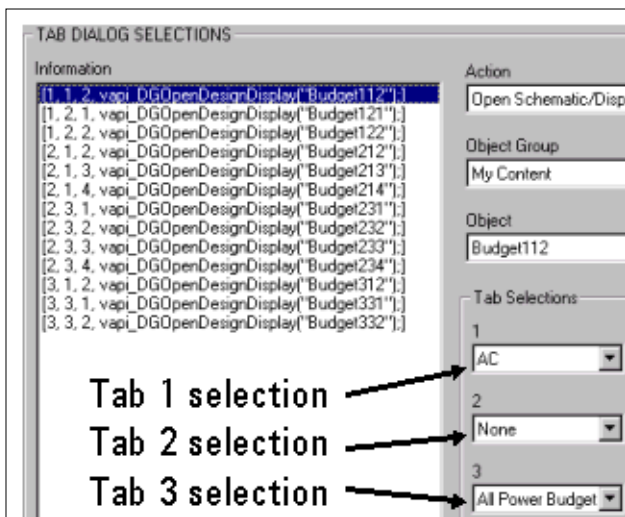 TAB DIALOG SELECTIONS
Information
[1, 1, 2, vapi_DGOpenDesignDisplay("Budget112");]
[1, 2, 1, vapi_DGOpenDesignDisplay("Budget121");]
[1, 2, 2, vapi_DGOpenDesignDisplay("Budget122");]
[2, 1, 2, vapi_DGOpenDesignDisplay("Budget212");]
[2, 1, 3, vapi_DGOpenDesignDisplay("Budget213");]
[2, 1, 4, vapi_DGOpenDesignDisplay("Budget214");]
[2, 3, 1, vapi_DGOpenDesignDisplay("Budget231");]
[2, 3, 2, vapi_DGOpenDesignDisplay("Budget232");]
[2, 3, 3, vapi_DGOpenDesignDisplay("Budget233");]
[2, 3, 4, vapi_DGOpenDesignDisplay("Budget234");]
[3, 1, 2, vapi_DGOpenDesignDisplay("Budget312");]
[3, 3, 1, vapi_DGOpenDesignDisplay("Budget331");]
[3, 3, 2, vapi_DGOpenDesignDisplay("Budget332");]
Action
Open Schematic/Disp
Object Group
My Content
Object
Budget112
Tab Selections
1
AC
2
None
3
All Power Budget
Tab 1 selection
Tab 2 selection
Tab 3 selection